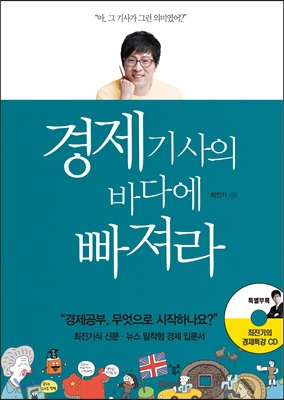 “아, 그 기사가 그런 의미였어?”
경제 기사의
바다에
빠져라
최진기 지음
특별부록
최진기의
경제특강 CD
“경제공부, 무엇으로 시작하나요?”
최진기식 신문·뉴스 밀착형 경제 입문서